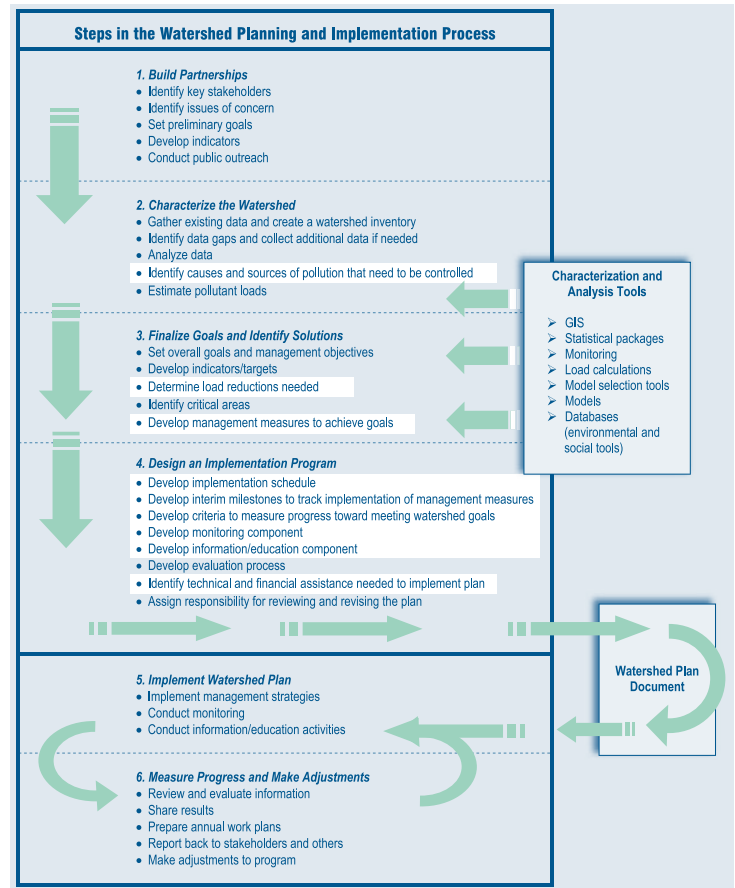 Steps in the Watershed Planning and Implementation Process
1. Build Partnerships
• Identify key stakeholders
• Identify issues of concern
• Set preliminary goals
• Develop indicators
• Conduct public outreach
2. Characterize the Watershed
• Gather existing data and create a watershed inventory
• Identify data gaps and collect additional data if needed
• Analyze data
• Identify causes and sources of pollution that need to be controlled
• Estimate pollutant loads
Characterization and
Analysis Tools
➢ GIS
➢ Statistical packages
➢ Monitoring
➢ Load calculations
➢ Model selection tools
➢ Models
➢ Databases
(environmental and
social tools)
3. Finalize Goals and Identify Solutions
• Set overall goals and management objectives
• Develop indicators/targets
• Determine load reductions needed
• Identify critical areas
• Develop management measures to achieve goals
4. Design an Implementation Program
• Develop implementation schedule
• Develop interim milestones to track implementation of management measures
• Develop criteria to measure progress toward meeting watershed goals
• Develop monitoring component
• Develop information/education component
• Develop evaluation process
• Identify technical and financial assistance needed to implement plan
• Assign responsibility for reviewing and revising the plan
Watershed Plan
Document
5. Implement Watershed Plan
• Implement management strategies
• Conduct monitoring
• Conduct information/education activities
6. Measure Progress and Make Adjustments
• Review and evaluate information
• Share results
• Prepare annual work plans
• Report back to stakeholders and others
• Make adjustments to program